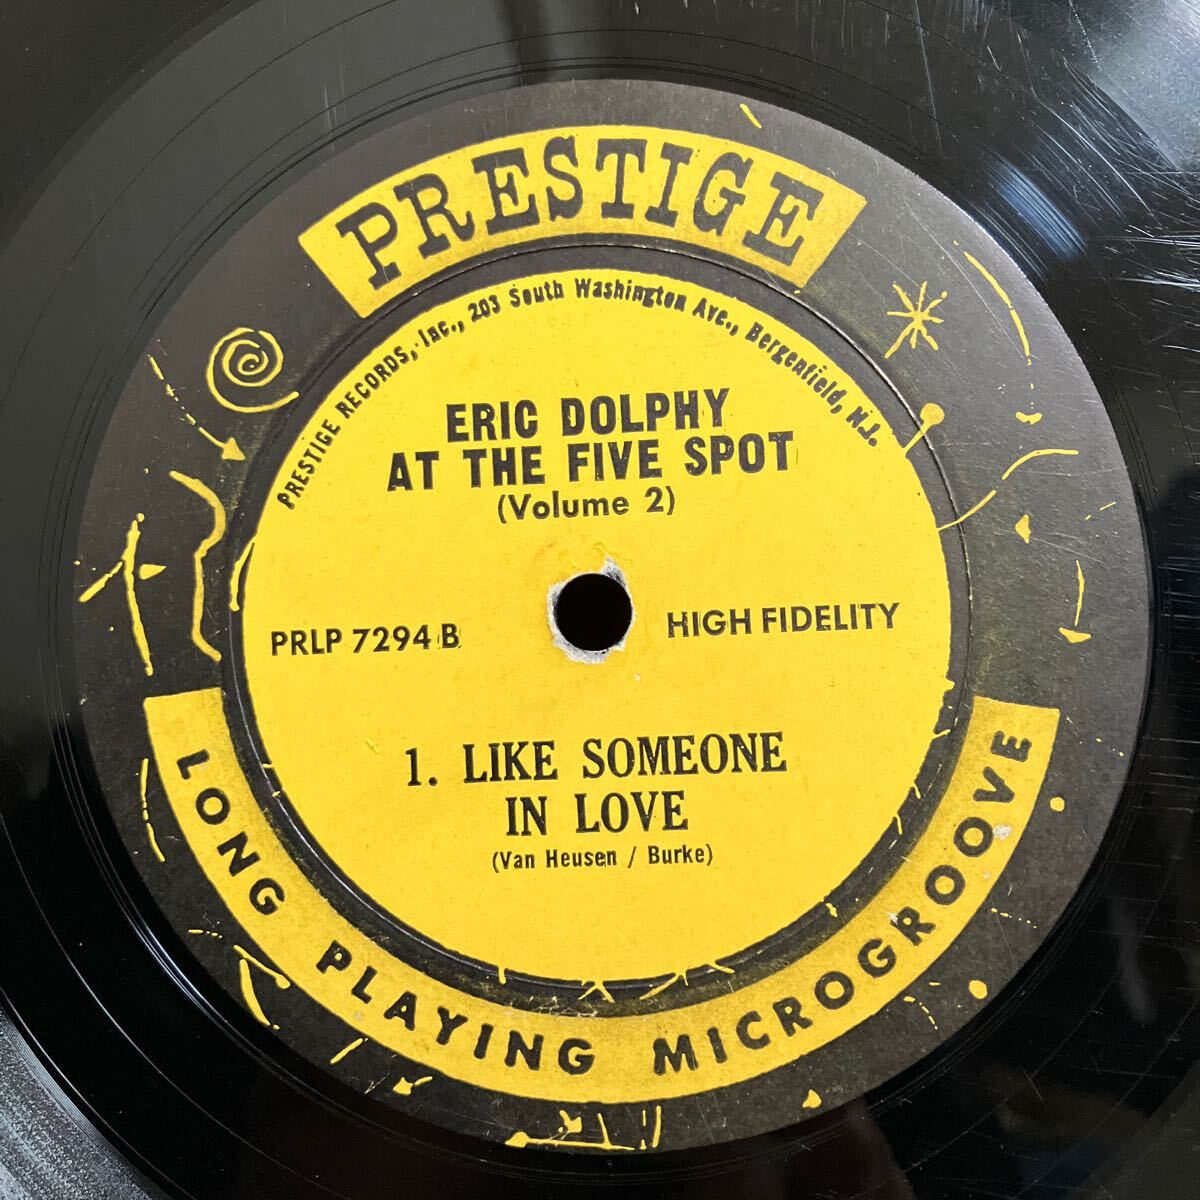 PRESTIGE
PRESTIGE RECORDS, Inc., 203 South Washington Ave., Bergenfield, N.J.
ERIC DOLPHY
AT THE FIVE SPOT
(Volume 2)
PRLP 7294 B
HIGH FIDELITY
1. LIKE SOMEONE
IN LOVE
(Van Heusen / Burke)
LONG PLAYING MICROGROOVE